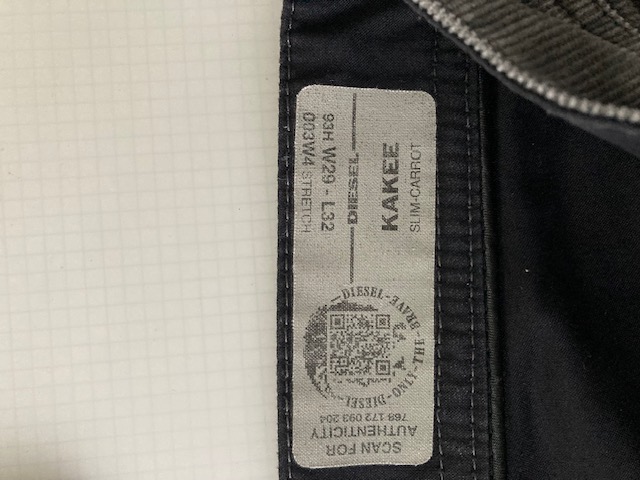 KAKEE
SLIM-CARROT
DIESEL
93H W29 - L32
003W4 STRETCH
DIESEL-ONLY-THE-BRAVE-DIESEL
SCAN FOR
AUTHENTICITY
768 172 093 204